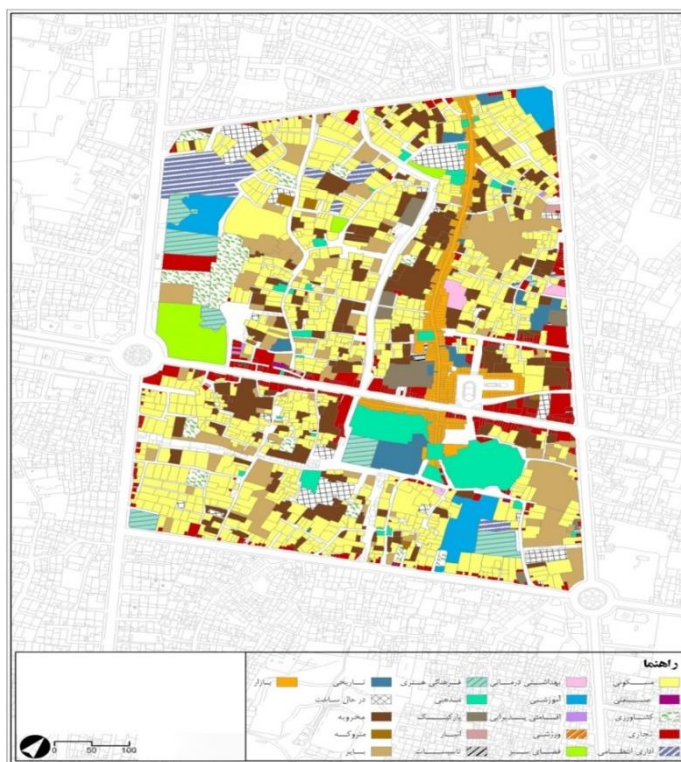 راهنما
مسکونی بهداشتی درمانی فرهنگی هنری تاریخی بازار
صنعتی آموزشی مذهبی در حال ساخت
کشاورزی اقامتی پذیرایی پارکینگ مخروبه
تجاری ورزشی انبار متروکه
اداری انتظامی فضای سبز تاسیسات بایر
0 50 100